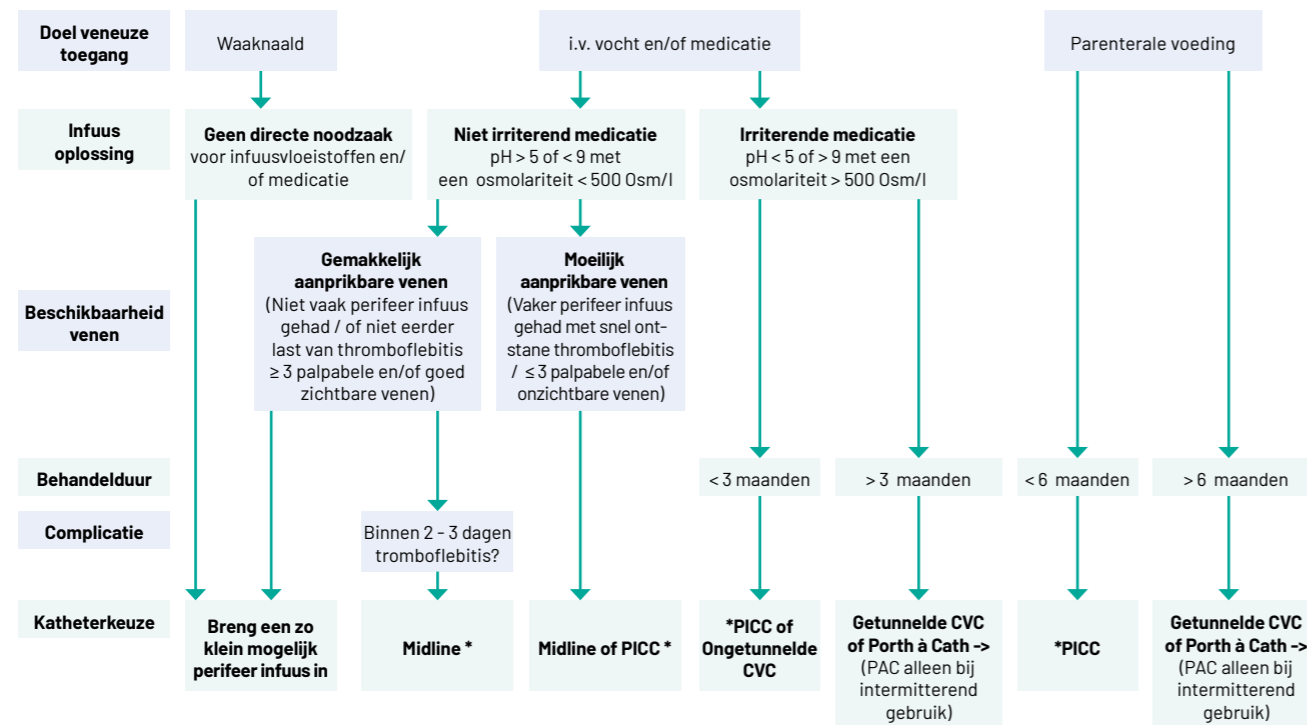 Doel veneuze
toegang
Waaknaald
i.v. vocht en/of medicatie
Parenterale voeding
Infuus
oplossing
Geen directe noodzaak
voor infuusvloeistoffen en/
of medicatie
Niet irriterend medicatie
pH > 5 of < 9 met
een osmolariteit < 500 Osm/l
Irriterende medicatie
pH < 5 of > 9 met een
osmolariteit > 500 Osm/l
Beschikbaarheid
venen
Gemakkelijk
aanprikbare venen
(Niet vaak perifeer infuus
gehad / of niet eerder
last van thromboflebitis
≥ 3 palpabele en/of goed
zichtbare venen)
Moeilijk
aanprikbare venen
(Vaker perifeer infuus
gehad met snel ont-
stane thromboflebitis
/ ≤ 3 palpabele en/of
onzichtbare venen)
Behandelduur
< 3 maanden
> 3 maanden
< 6 maanden
> 6 maanden
Complicatie
Binnen 2 - 3 dagen
tromboflebitis?
Katheterkeuze
Breng een zo
klein mogelijk
perifeer infuus in
Midline *
Midline of PICC *
*PICC of
Ongetunnelde
CVC
Getunnelde CVC
of Porth à Cath ->
(PAC alleen bij
intermitterend
gebruik)
*PICC
Getunnelde CVC
of Porth à Cath ->
(PAC alleen bij
intermitterend
gebruik)